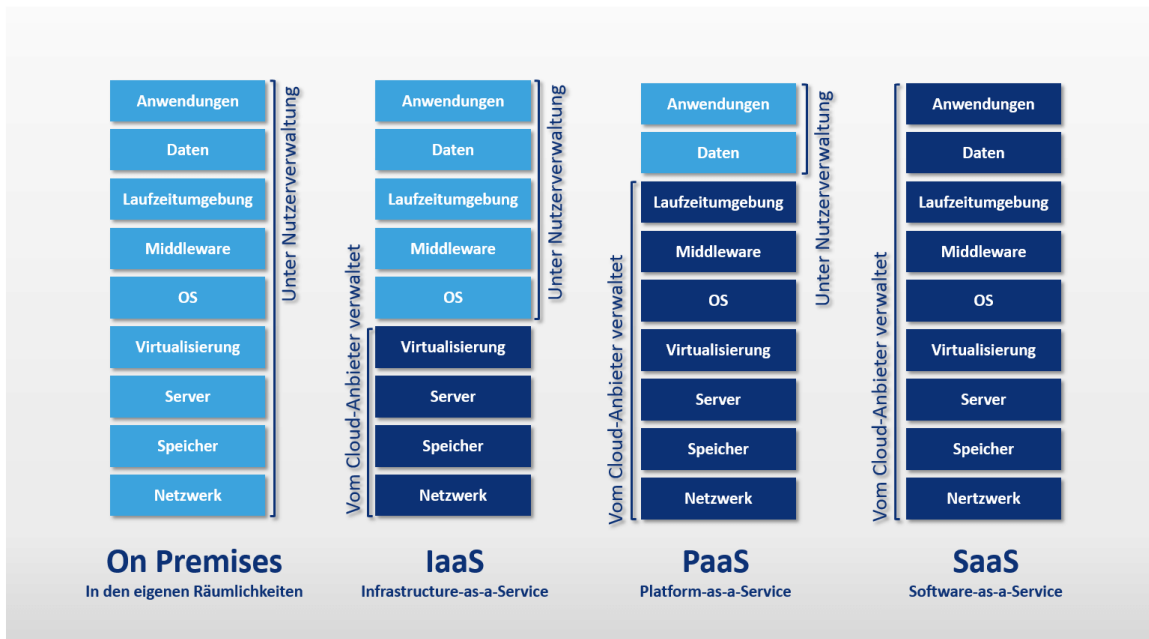 Anwendungen
Daten
Laufzeitumgebung
Middleware
OS
Virtualisierung
Server
Speicher
Netzwerk
Unter Nutzerverwaltung
On Premises
In den eigenen Räumlichkeiten
Anwendungen
Daten
Laufzeitumgebung
Middleware
OS
Virtualisierung
Server
Speicher
Netzwerk
Unter Nutzerverwaltung
Vom Cloud-Anbieter verwaltet
IaaS
Infrastructure-as-a-Service
Anwendungen
Daten
Laufzeitumgebung
Middleware
OS
Virtualisierung
Server
Speicher
Netzwerk
Unter Nutzerverwaltung
Vom Cloud-Anbieter verwaltet
PaaS
Platform-as-a-Service
Anwendungen
Daten
Laufzeitumgebung
Middleware
OS
Virtualisierung
Server
Speicher
Nertzwerk
Vom Cloud-Anbieter verwaltet
SaaS
Software-as-a-Service